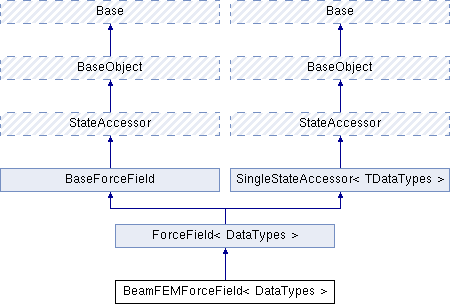 Base Base
BaseObject BaseObject
StateAccessor StateAccessor
BaseForceField SingleStateAccessor< TDataTypes >
ForceField< DataTypes >
BeamFEMForceField< DataTypes >